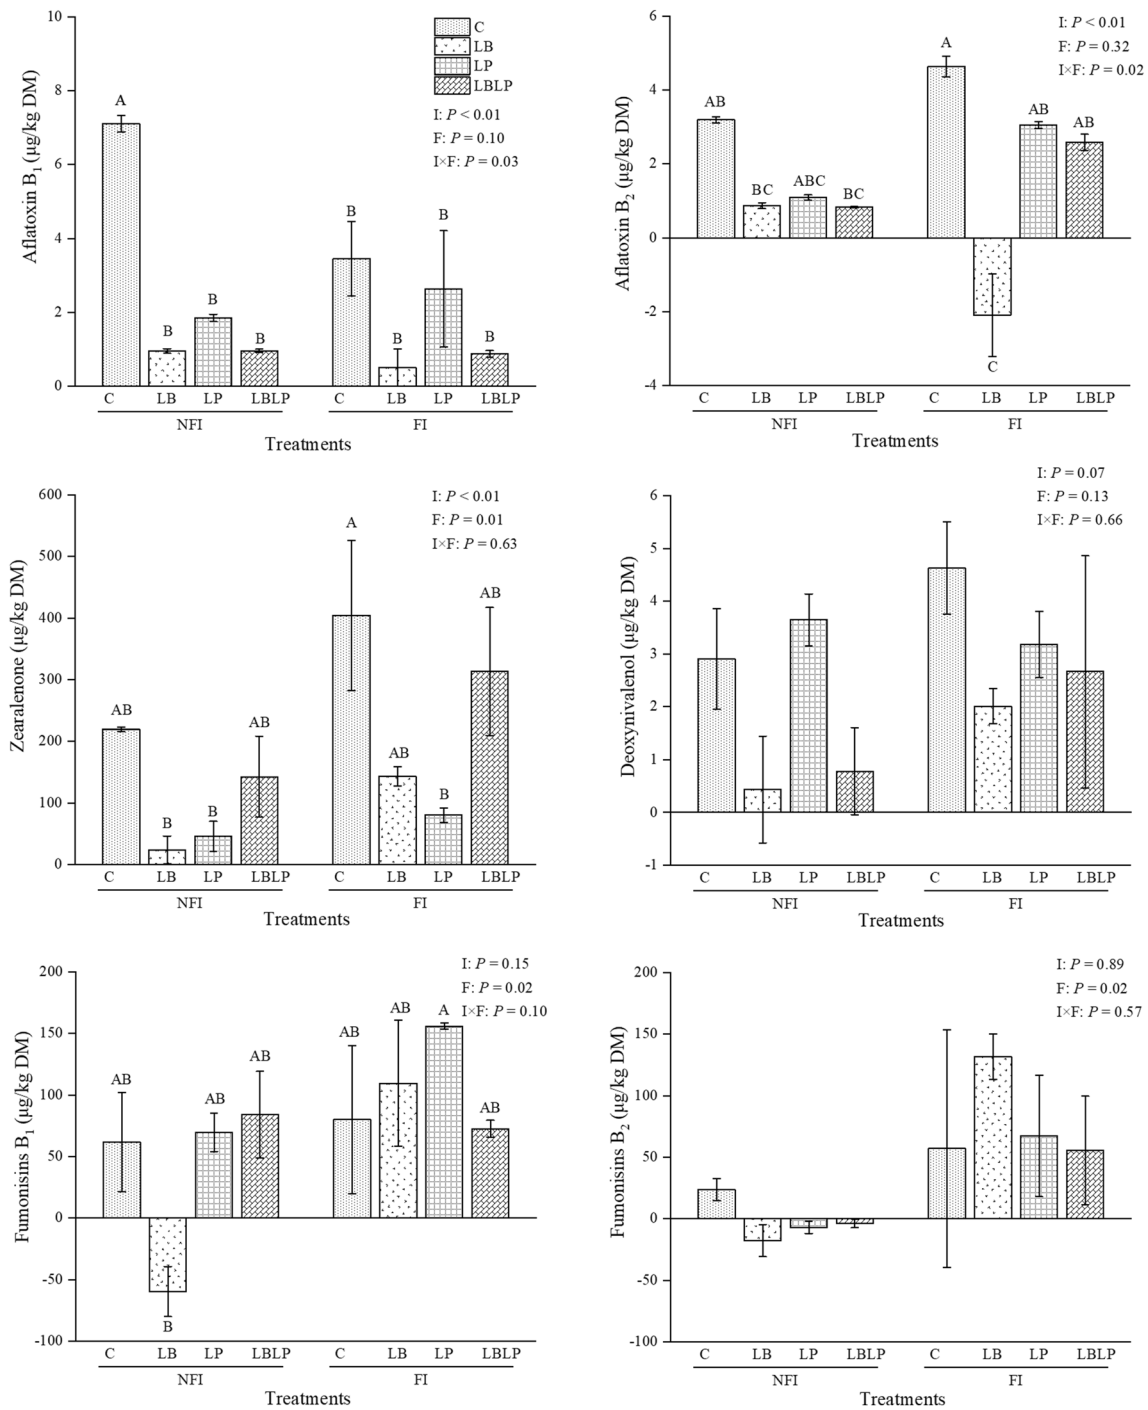 Aflatoxin B1 (µg/kg DM)
10
8
6
4
2
0
C
LB
LP
LBLP
I: P < 0.01
F: P = 0.10
I×F: P = 0.03
A
B
B
B
B
B
B
B
C LB LP LBLP C LB LP LBLP
NFI FI
Treatments
Aflatoxin B2 (µg/kg DM)
6
4
2
0
-2
-4
I: P < 0.01
F: P = 0.32
I×F: P = 0.02
AB
BC
ABC
BC
A
C
AB
AB
C LB LP LBLP C LB LP LBLP
NFI FI
Treatments
Zearalenone (µg/kg DM)
600
500
400
300
200
100
0
I: P < 0.01
F: P = 0.01
I×F: P = 0.63
AB
B
B
AB
A
AB
B
AB
C LB LP LBLP C LB LP LBLP
NFI FI
Treatments
Deoxynivalenol (µg/kg DM)
6
5
4
3
2
1
0
-1
I: P = 0.07
F: P = 0.13
I×F: P = 0.66
C LB LP LBLP C LB LP LBLP
NFI FI
Treatments
Fumonisins B1 (µg/kg DM)
200
150
100
50
0
-50
-100
I: P = 0.15
F: P = 0.02
I×F: P = 0.10
AB
B
AB
AB
AB
AB
A
AB
C LB LP LBLP C LB LP LBLP
NFI FI
Treatments
Fumonisins B2 (µg/kg DM)
200
150
100
50
0
-50
-100
I: P = 0.89
F: P = 0.02
I×F: P = 0.57
C LB LP LBLP C LB LP LBLP
NFI FI
Treatments